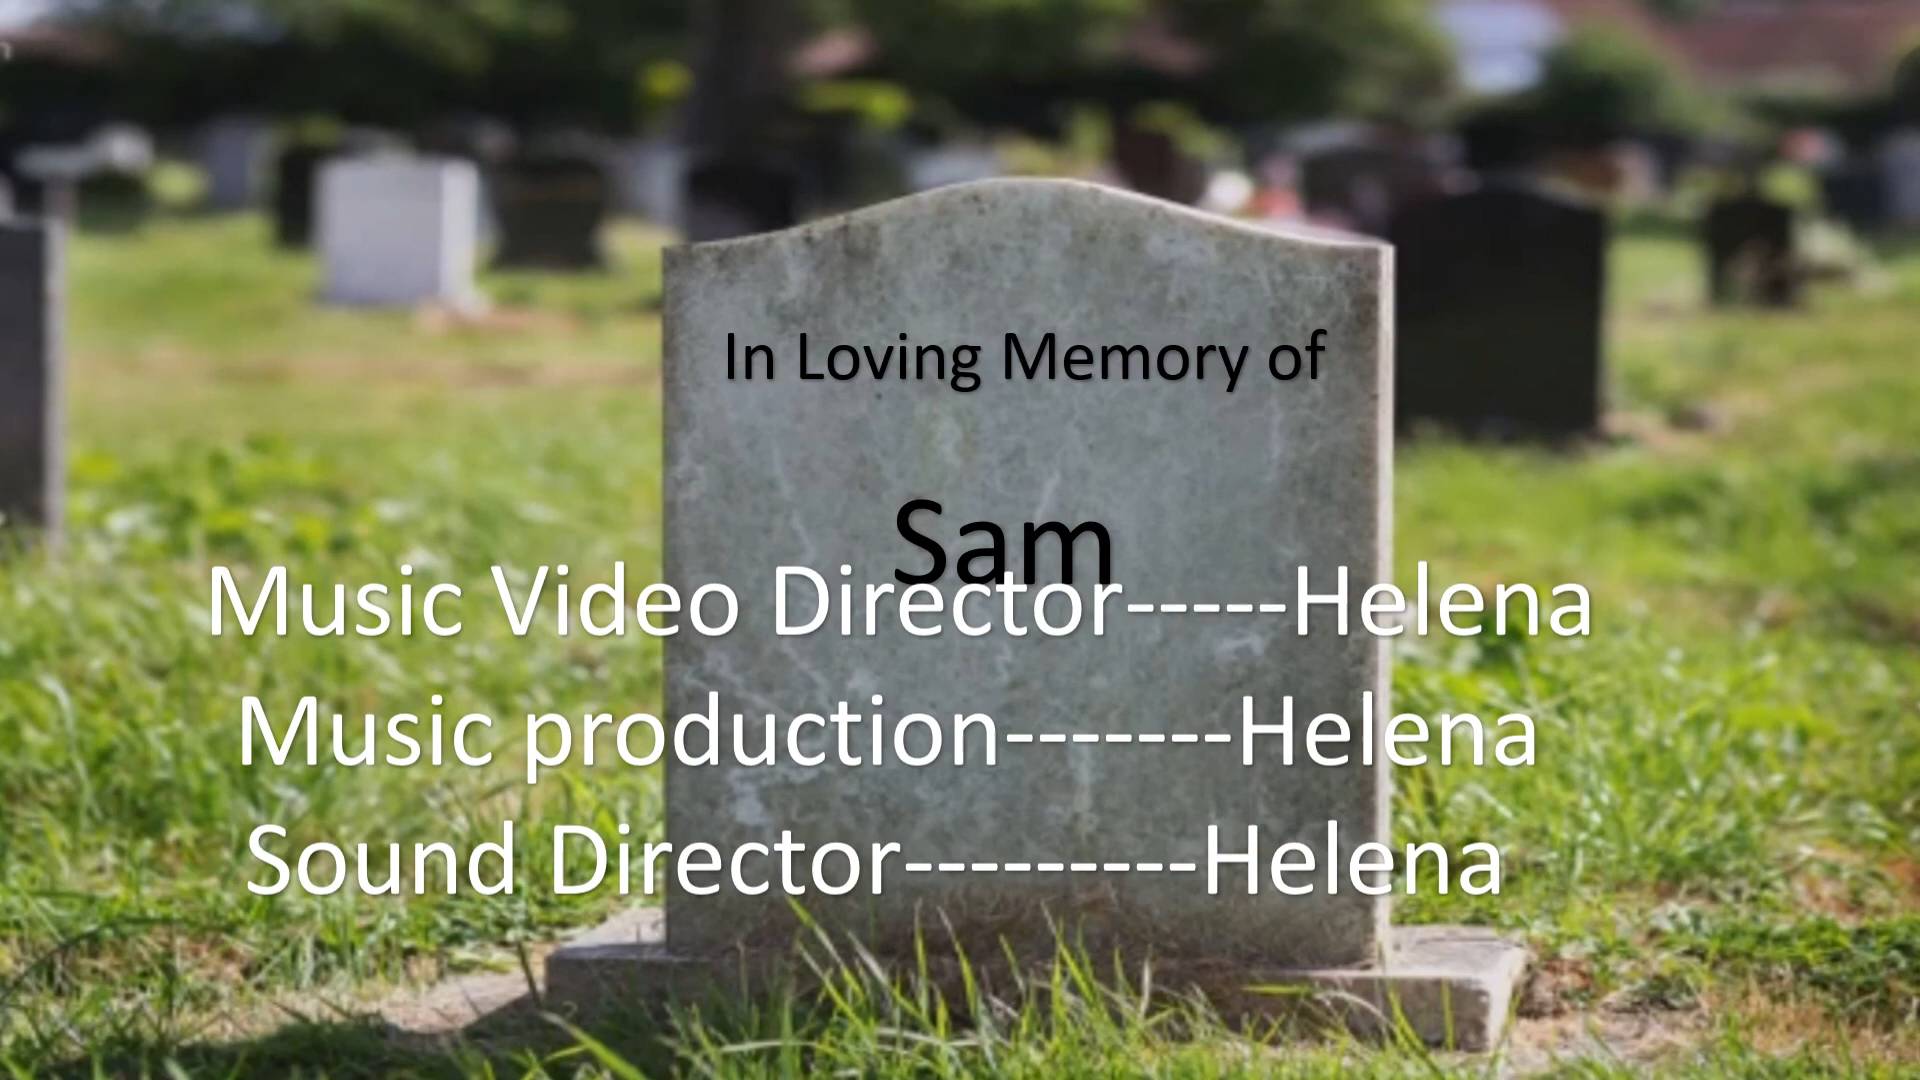 In Loving Memory of
Sam
Music Video Director-----Helena
Music production-------Helena
Sound Director---------Helena